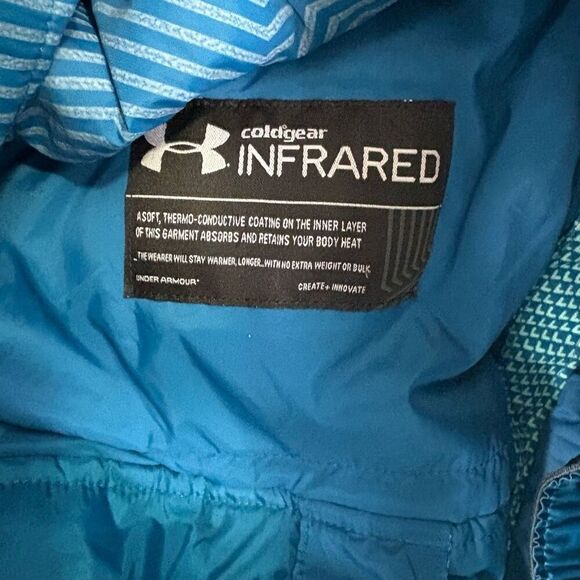 coldgear
INFRARED
A SOFT, THERMO-CONDUCTIVE COATING ON THE INNER LAYER
OF THIS GARMENT ABSORBS AND RETAINS YOUR BODY HEAT
...THE WEARER WILL STAY WARMER, LONGER...WITH NO EXTRA WEIGHT OR BULK.
UNDER ARMOUR®
CREATE + INNOVATE